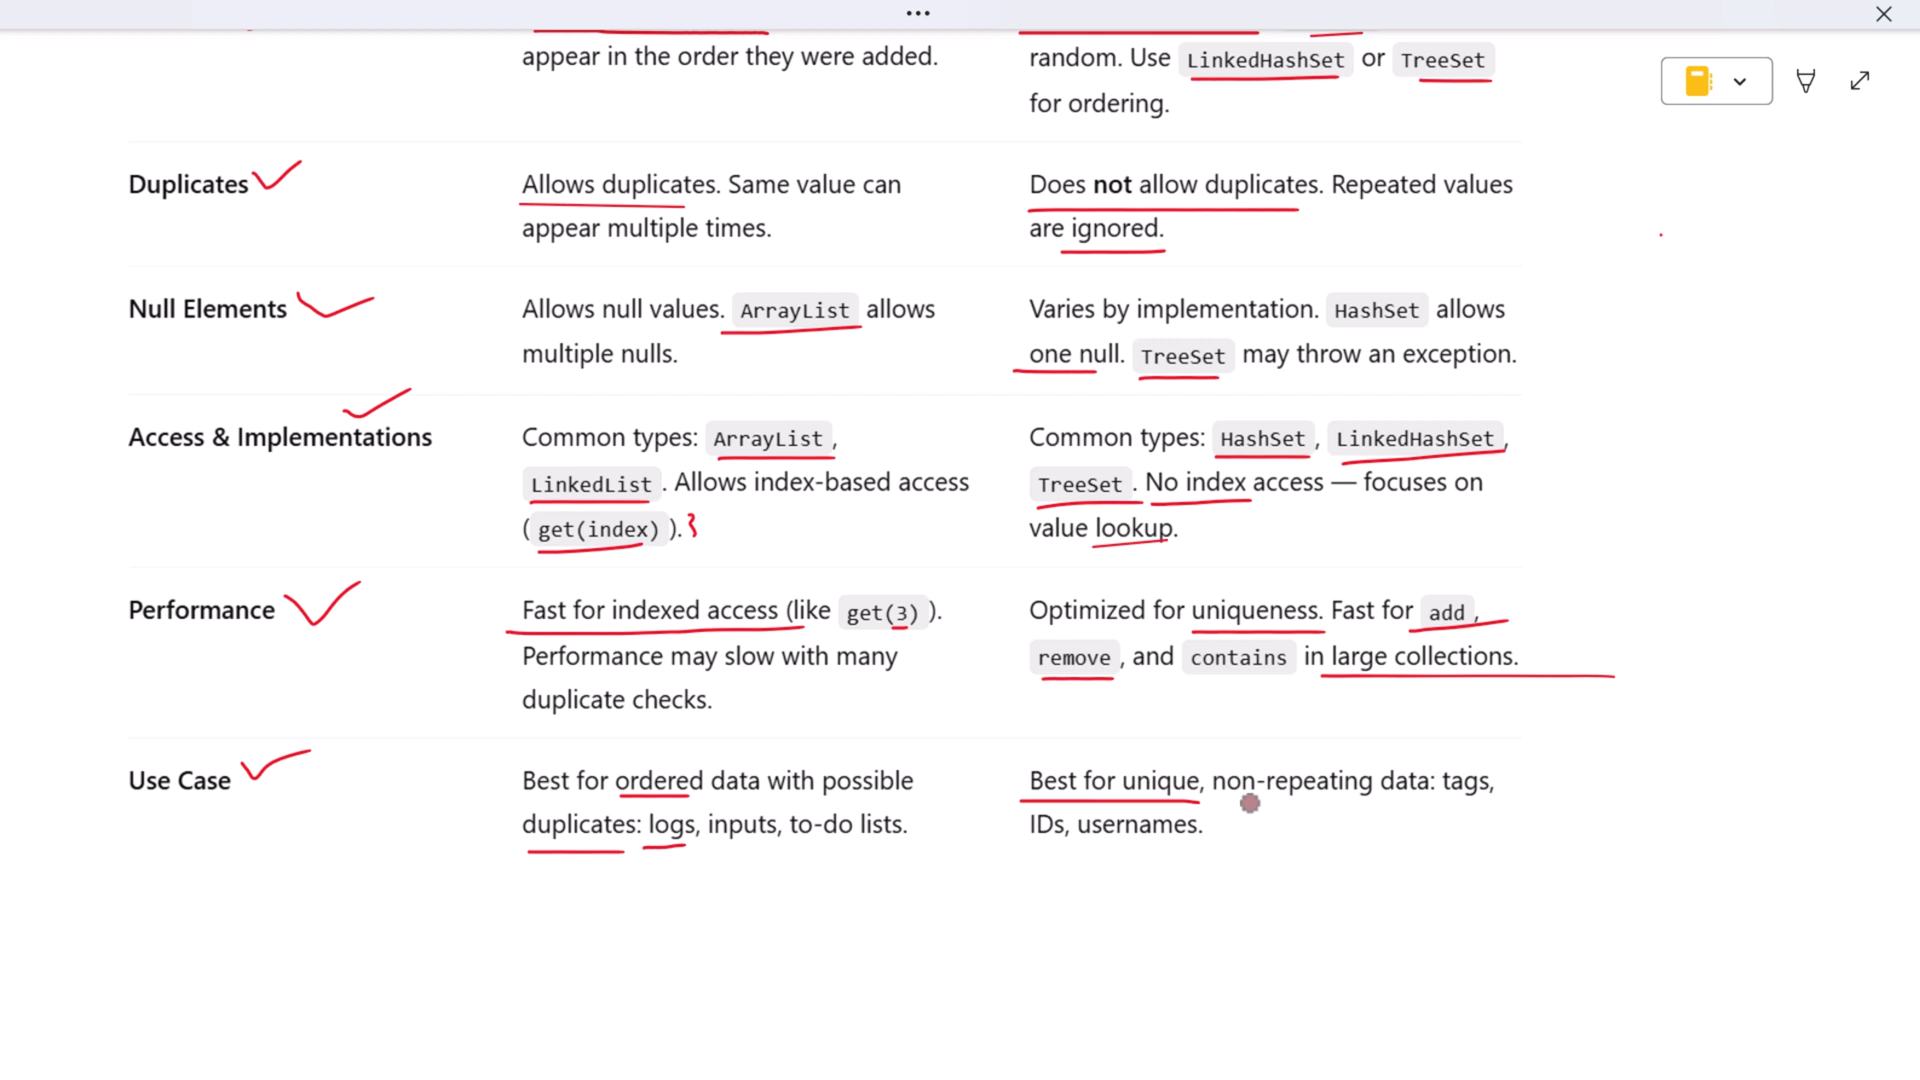 appear in the order they were added.
random. Use LinkedHashSet or TreeSet
for ordering.
Duplicates
Allows duplicates. Same value can
appear multiple times.
Does not allow duplicates. Repeated values
are ignored.
Null Elements
Allows null values. ArrayList allows
multiple nulls.
Varies by implementation. HashSet allows
one null. TreeSet may throw an exception.
Access & Implementations
Common types: ArrayList,
LinkedList. Allows index-based access
(get(index)).
Common types: HashSet, LinkedHashSet,
TreeSet. No index access — focuses on
value lookup.
Performance
Fast for indexed access (like get(3)).
Performance may slow with many
duplicate checks.
Optimized for uniqueness. Fast for add,
remove, and contains in large collections.
Use Case
Best for ordered data with possible
duplicates: logs, inputs, to-do lists.
Best for unique, non-repeating data: tags,
IDs, usernames.